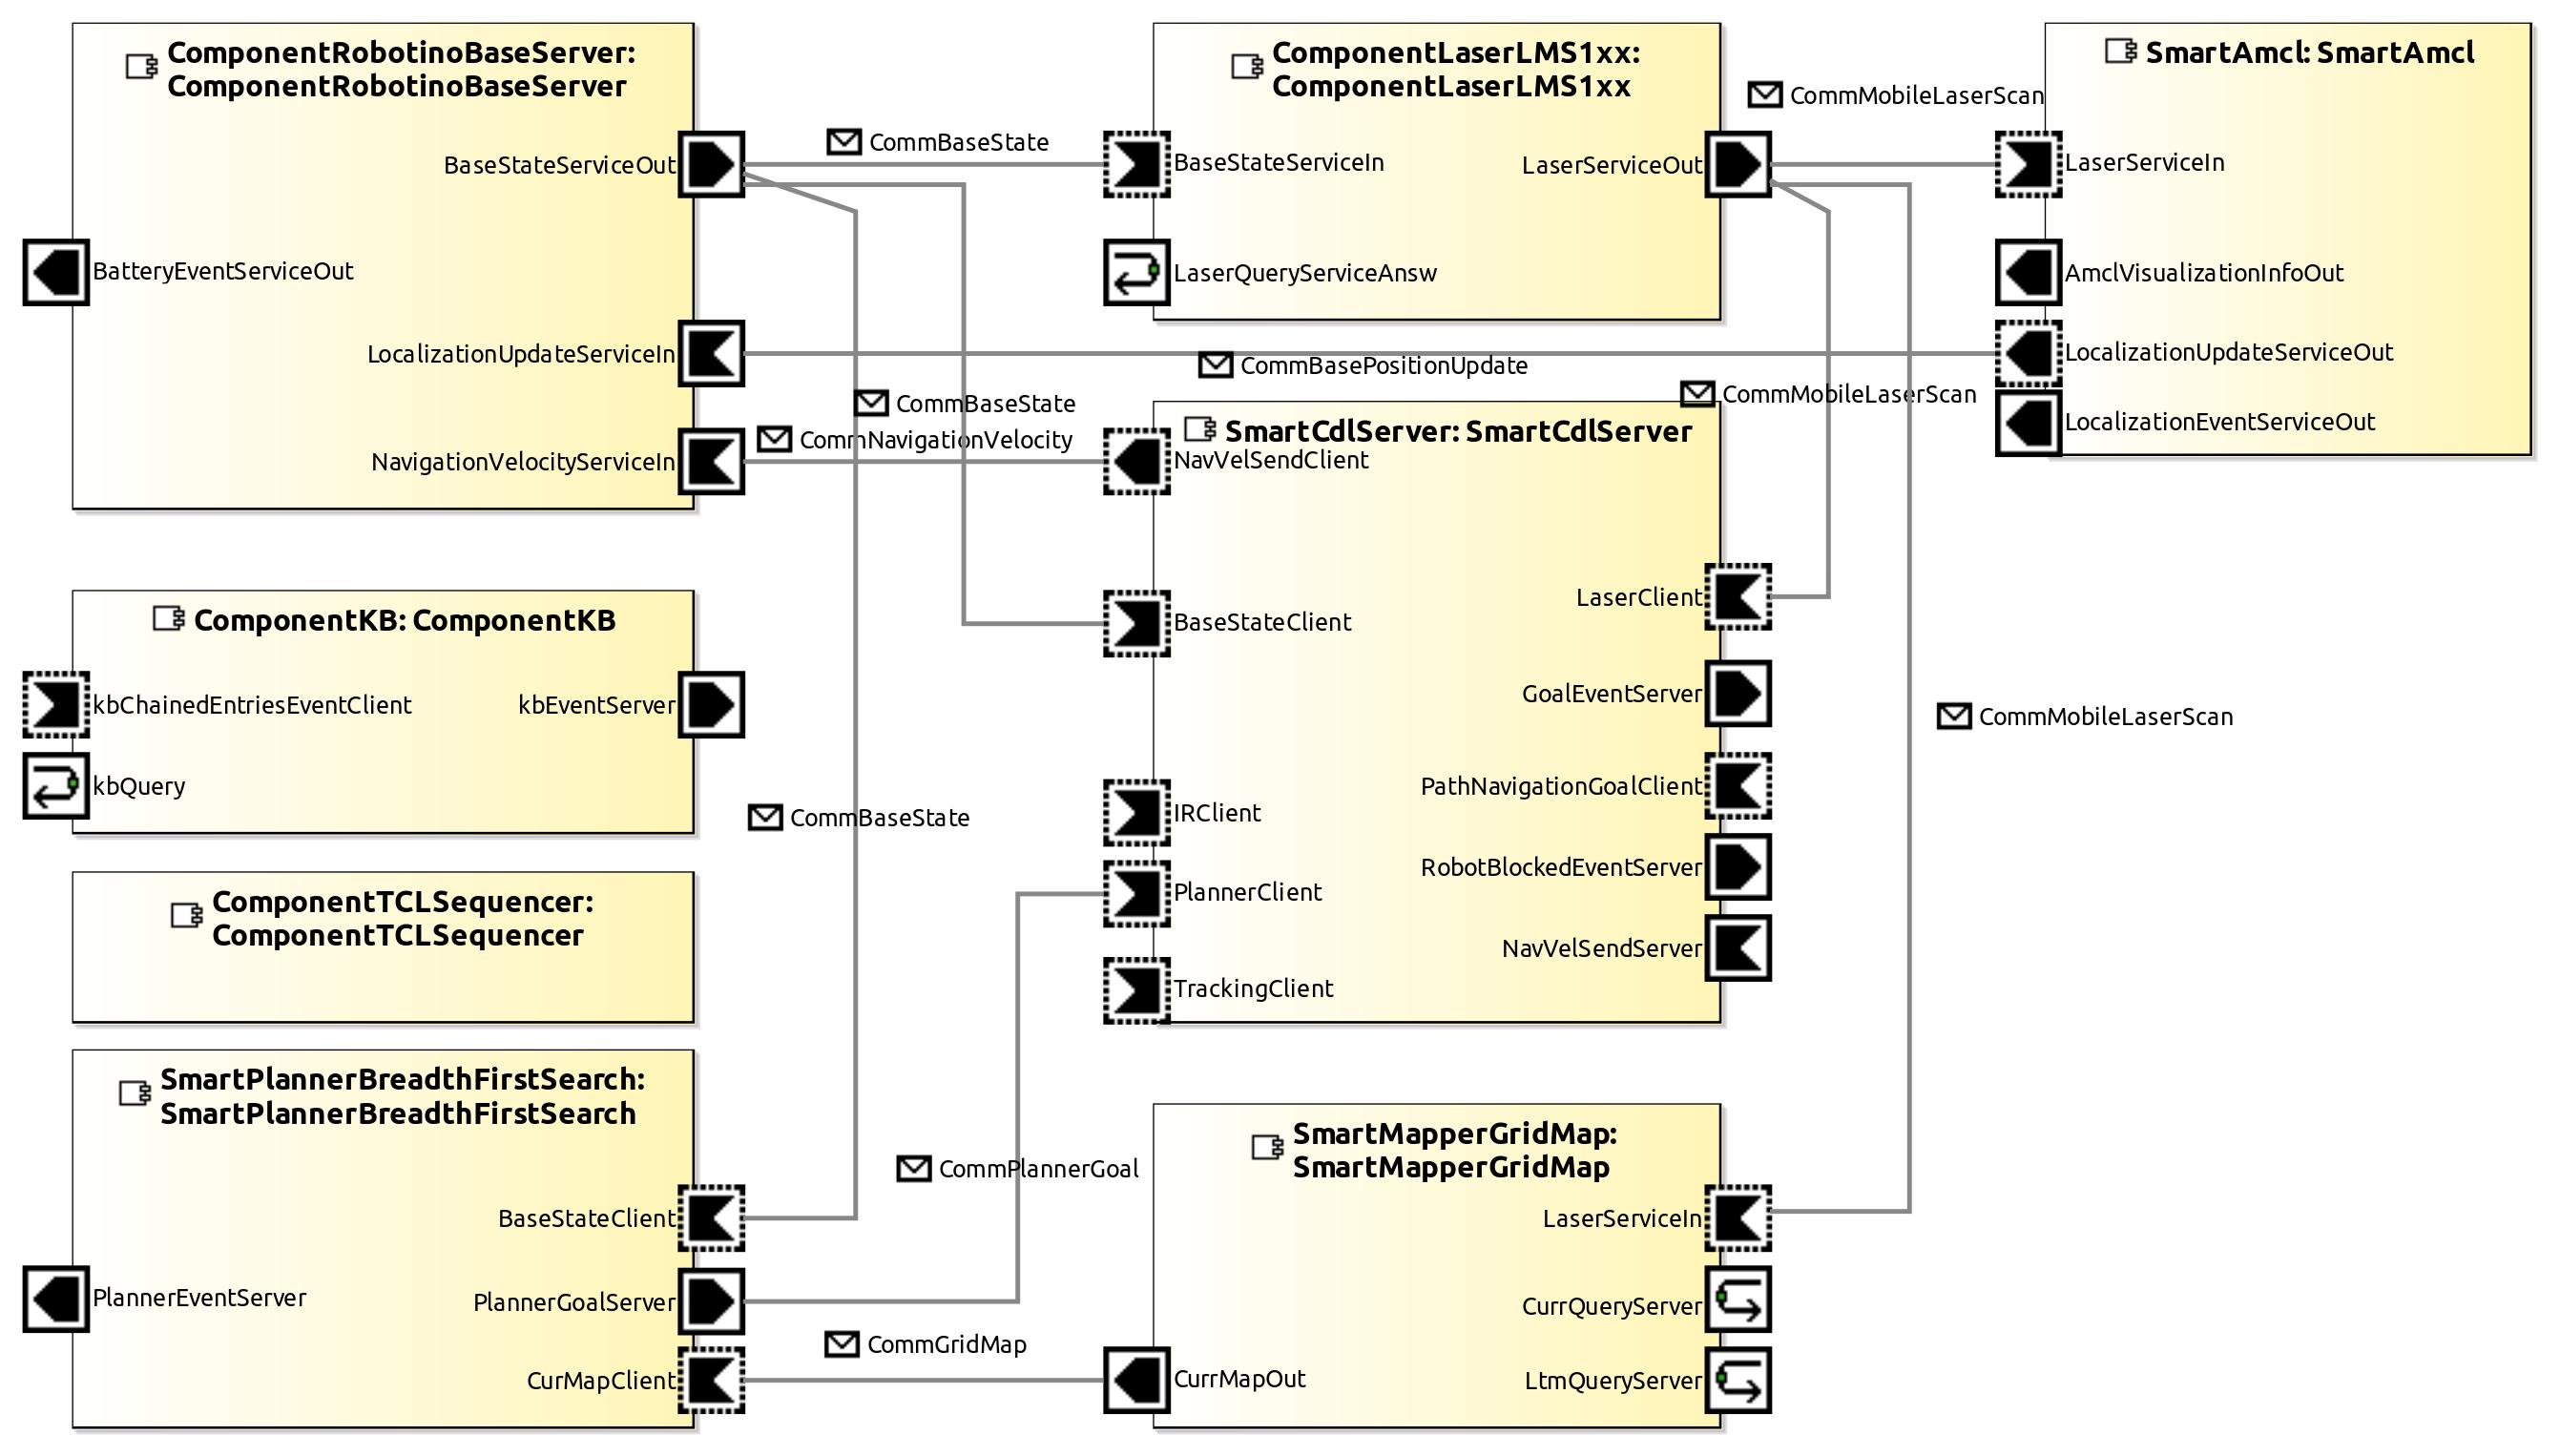 ComponentRobotinoBaseServer:
ComponentRobotinoBaseServer
BaseStateServiceOut
BatteryEventServiceOut
LocalizationUpdateServiceIn
NavigationVelocityServiceIn
CommBaseState
ComponentLaserLMS1xx:
ComponentLaserLMS1xx
BaseStateServiceIn
LaserServiceOut
LaserQueryServiceAnsw
CommMobileLaserScan
SmartAmcl: SmartAmcl
LaserServiceIn
AmclVisualizationInfoOut
LocalizationUpdateServiceOut
LocalizationEventServiceOut
CommBasePositionUpdate
CommMobileLaserScan
CommBaseState
CommNavigationVelocity
SmartCdlServer: SmartCdlServer
NavVelSendClient
LaserClient
BaseStateClient
GoalEventServer
PathNavigationGoalClient
IRClient
RobotBlockedEventServer
PlannerClient
NavVelSendServer
TrackingClient
CommMobileLaserScan
ComponentKB: ComponentKB
kbChainedEntriesEventClient
kbEventServer
kbQuery
CommBaseState
ComponentTCLSequencer:
ComponentTCLSequencer
SmartPlannerBreadthFirstSearch:
SmartPlannerBreadthFirstSearch
BaseStateClient
PlannerEventServer
PlannerGoalServer
CurMapClient
CommPlannerGoal
CommGridMap
SmartMapperGridMap:
SmartMapperGridMap
LaserServiceIn
CurrQueryServer
CurrMapOut
LtmQueryServer